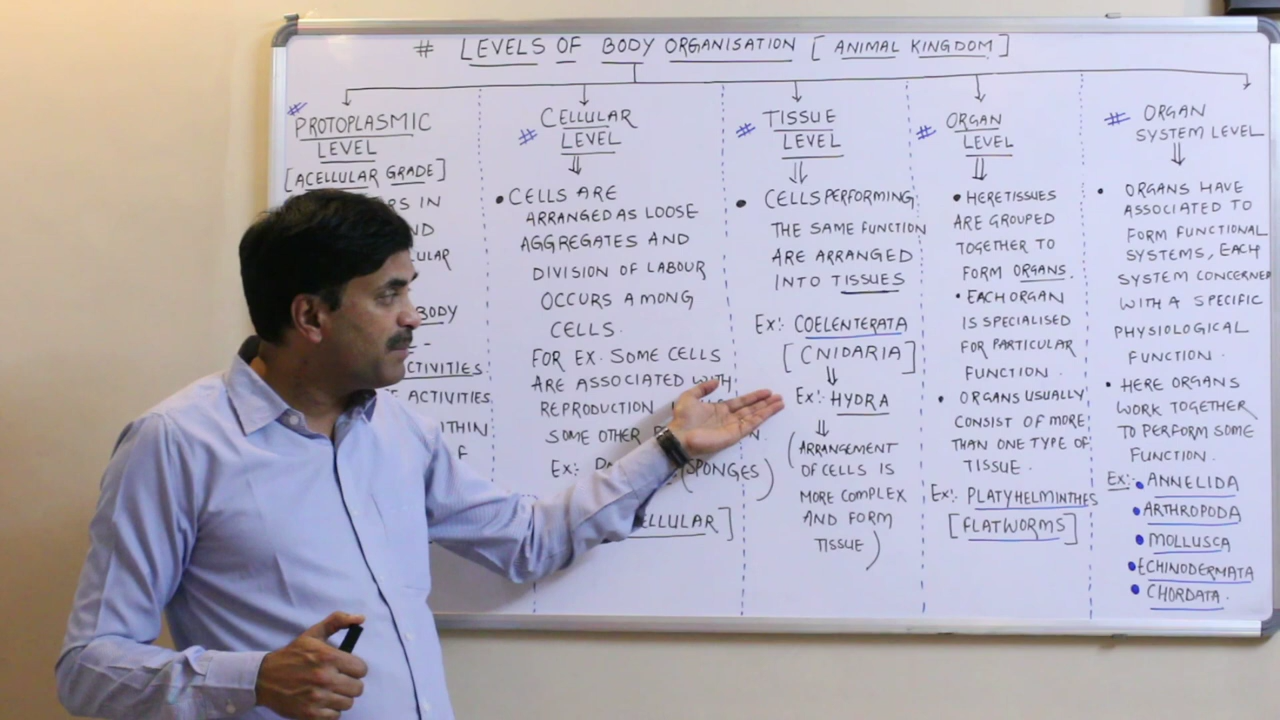 # LEVELS OF BODY ORGANISATION [ANIMAL KINGDOM]
# PROTOPLASMIC
LEVEL
[ACELLULAR GRADE]
IN
BODY
--
ACTIVITIES
ACTIVITIES
# CELLULAR
LEVEL
⇓
• CELLS ARE
ARRANGED AS LOOSE
AGGREGATES AND
DIVISION OF LABOUR
OCCURS AMONG
CELLS.
FOR EX. SOME CELLS
ARE ASSOCIATED WITH
REPRODUCTION
SOME OTHER
EX:- (SPONGES)
# TISSUE
LEVEL
⇓
• CELLS PERFORMING
THE SAME FUNCTION
ARE ARRANGED
INTO TISSUES
Ex:- COELENTERATA
[CNIDARIA]
⇓
Ex:- HYDRA
⇓
(ARRANGEMENT
OF CELLS IS
MORE COMPLEX
AND FORM
TISSUE)
# ORGAN
LEVEL
⇓
• HERE TISSUES
ARE GROUPED
TOGETHER TO
FORM ORGANS.
• EACH ORGAN
IS SPECIALISED
FOR PARTICULAR
FUNCTION.
• ORGANS USUALLY
CONSIST OF MORE
THAN ONE TYPE OF
TISSUE.
Ex:- PLATYHELMINTHES
[FLATWORMS]
# ORGAN
SYSTEM LEVEL
⇓
• ORGANS HAVE
ASSOCIATED TO
FORM FUNCTIONAL
SYSTEMS, EACH
SYSTEM CONCERNED
WITH A SPECIFIC
PHYSIOLOGICAL
FUNCTION.
• HERE ORGANS
WORK TOGETHER
TO PERFORM SOME
FUNCTION.
Ex:- • ANNELIDA
• ARTHROPODA
• MOLLUSCA
• ECHINODERMATA
• CHORDATA.